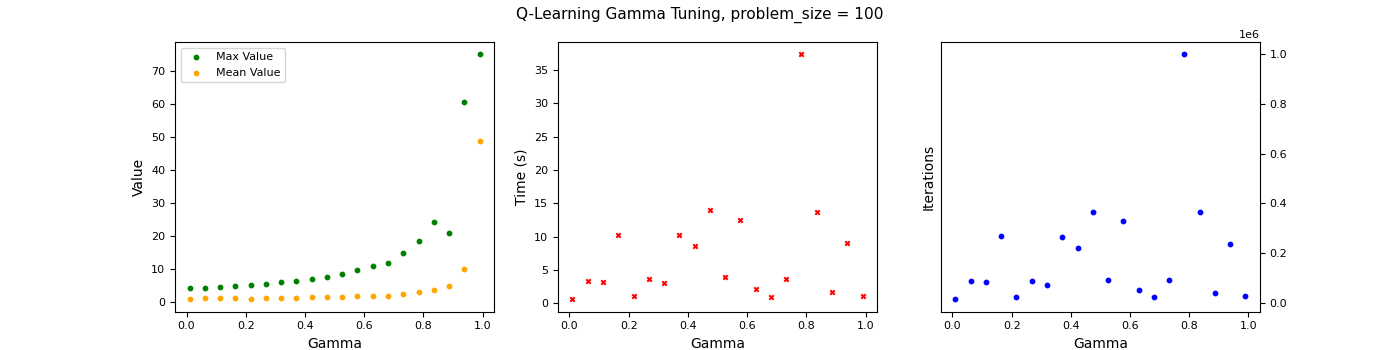 Q-Learning Gamma Tuning, problem_size = 100
Max Value
Mean Value
Value
70
60
50
40
30
20
10
0
0.0 0.2 0.4 0.6 0.8 1.0
Gamma
Time (s)
35
30
25
20
15
10
5
0
0.0 0.2 0.4 0.6 0.8 1.0
Gamma
Iterations
1e6
1.0
0.8
0.6
0.4
0.2
0.0
0.0 0.2 0.4 0.6 0.8 1.0
Gamma